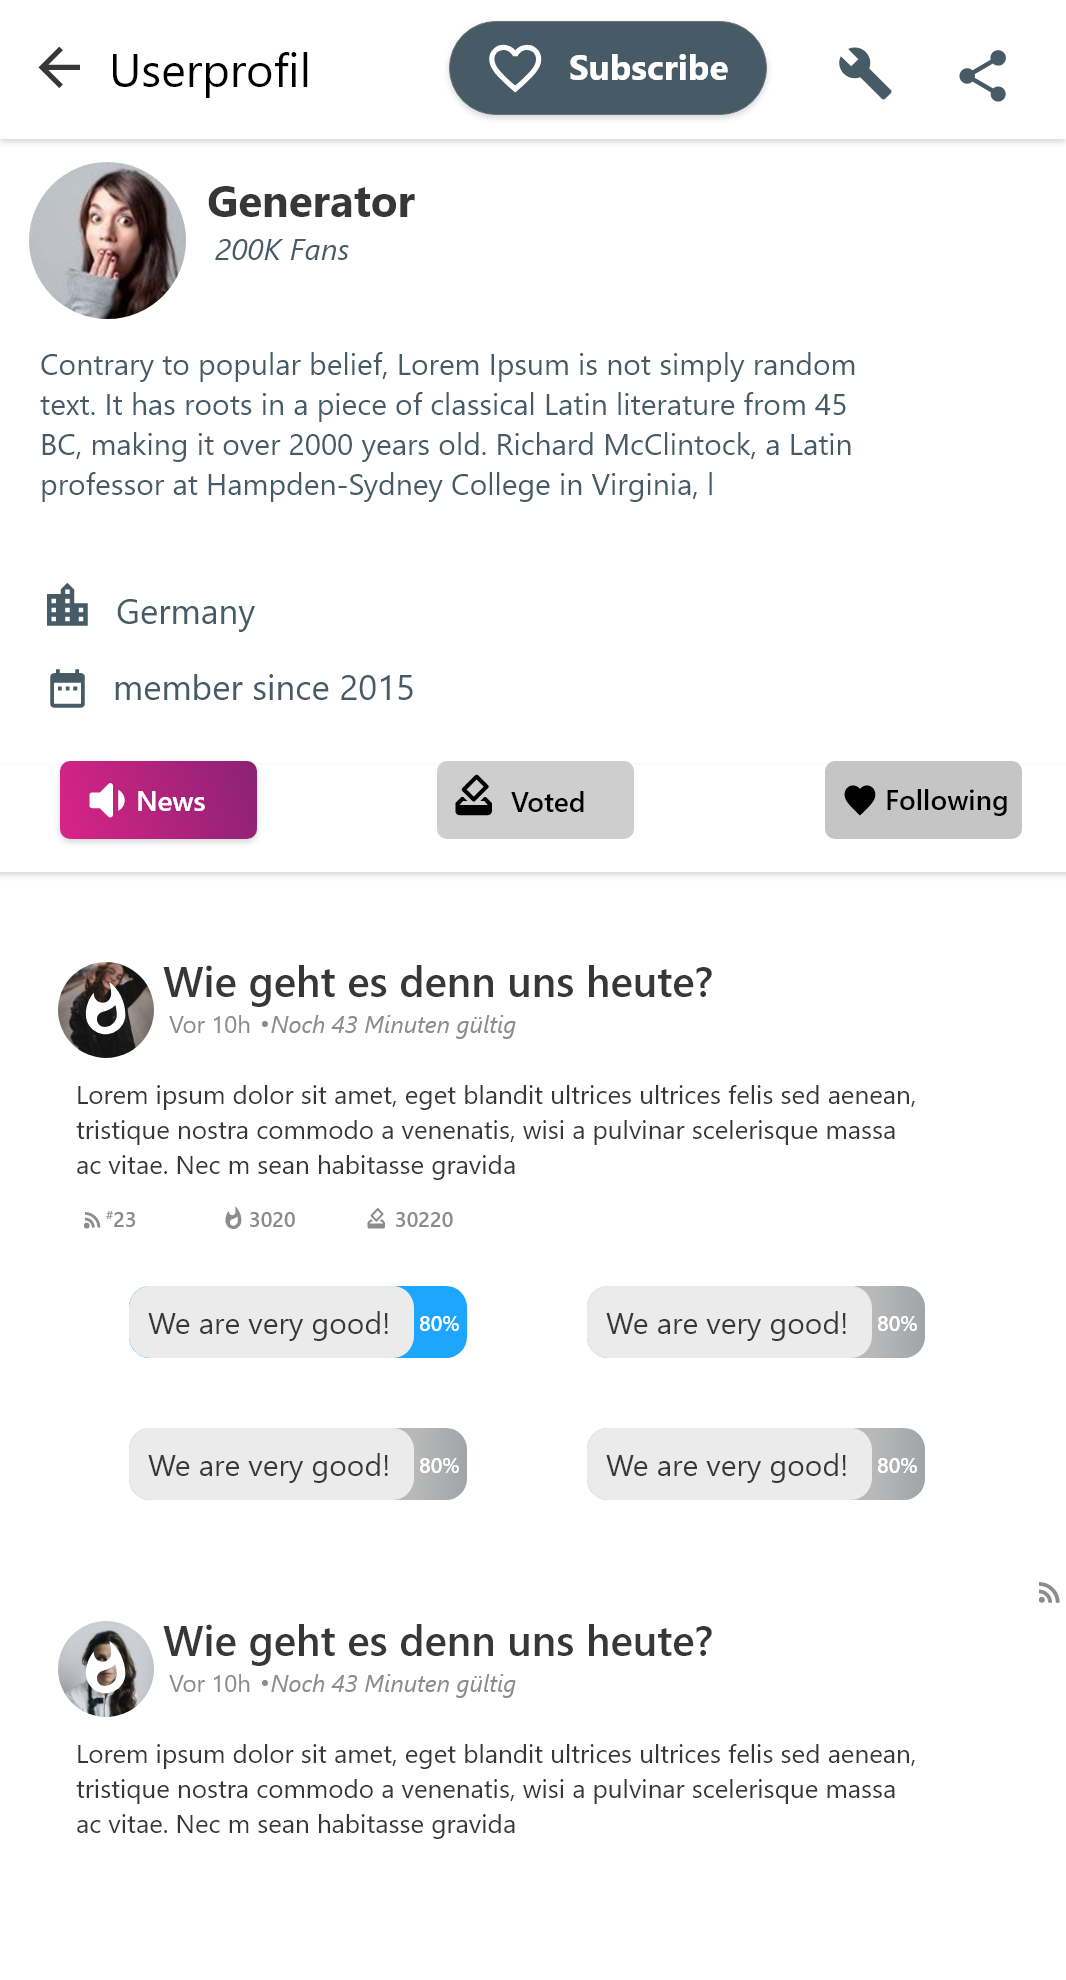 Userprofil
Subscribe
Generator
200K Fans
Contrary to popular belief, Lorem Ipsum is not simply random
text. It has roots in a piece of classical Latin literature from 45
BC, making it over 2000 years old. Richard McClintock, a Latin
professor at Hampden-Sydney College in Virginia, l
Germany
member since 2015
News
Voted
Following
Wie geht es denn uns heute?
Vor 10h •Noch 43 Minuten gültig
Lorem ipsum dolor sit amet, eget blandit ultrices ultrices felis sed aenean,
tristique nostra commodo a venenatis, wisi a pulvinar scelerisque massa
ac vitae. Nec m sean habitasse gravida
#23 3020 30220
We are very good! 80%
We are very good! 80%
We are very good! 80%
We are very good! 80%
Wie geht es denn uns heute?
Vor 10h •Noch 43 Minuten gültig
Lorem ipsum dolor sit amet, eget blandit ultrices ultrices felis sed aenean,
tristique nostra commodo a venenatis, wisi a pulvinar scelerisque massa
ac vitae. Nec m sean habitasse gravida